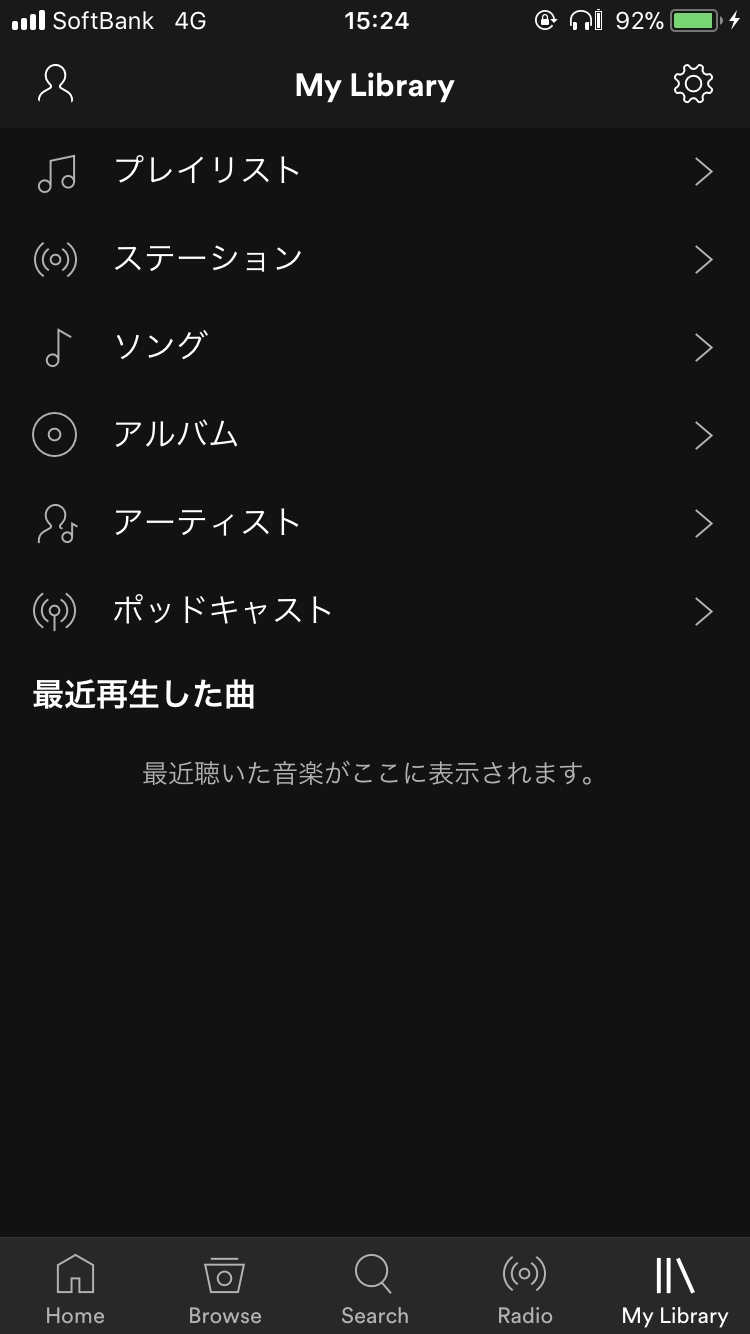 SoftBank 4G 15:24 92%
My Library
プレイリスト
ステーション
ソング
アルバム
アーティスト
ポッドキャスト
最近再生した曲
最近聴いた音楽がここに表示されます。
Home Browse Search Radio My Library